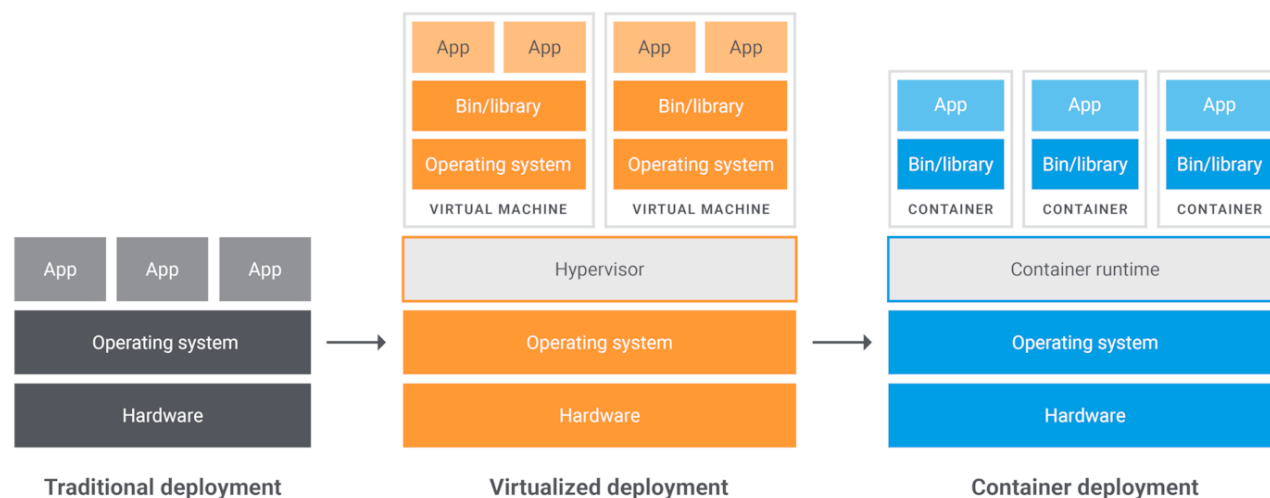 App App App App
Bin/library Bin/library
Operating system Operating system
VIRTUAL MACHINE VIRTUAL MACHINE
App App App
Bin/library Bin/library Bin/library
CONTAINER CONTAINER CONTAINER
App App App
Hypervisor
Container runtime
Operating system
Operating system
Operating system
Hardware
Hardware
Hardware
Traditional deployment
Virtualized deployment
Container deployment